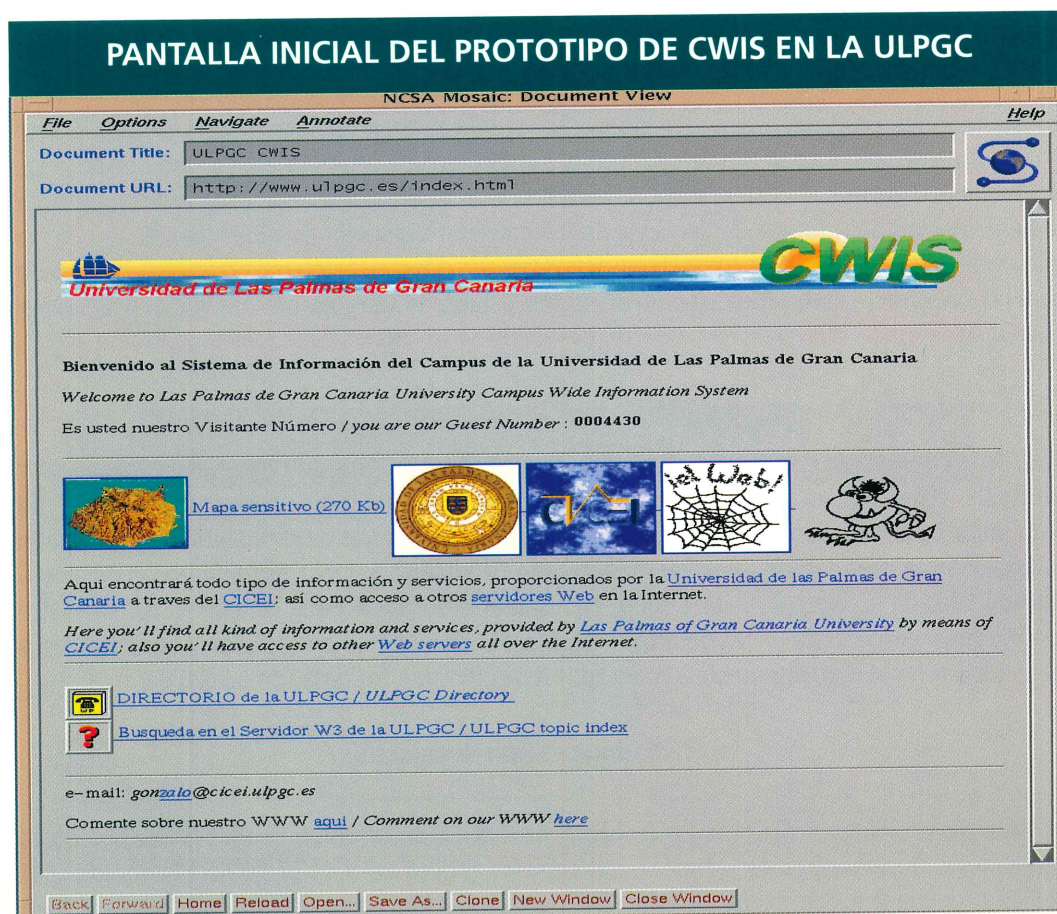 PANTALLA INICIAL DEL PROTOTIPO DE CWIS EN LA ULPGC
NCSA Mosaic: Document View
File Options Navigate Annotate Help
Document Title: ULPGC CWIS
Document URL: http://www.ulpgc.es/index.html
CWIS
Universidad de Las Palmas de Gran Canaria
Bienvenido al Sistema de Información del Campus de la Universidad de Las Palmas de Gran Canaria
Welcome to Las Palmas de Gran Canaria University Campus Wide Information System
Es usted nuestro Visitante Número / you are our Guest Number : 0004430
Mapa sensitivo (270 Kb)
¡el Web!
Aqui encontrará todo tipo de información y servicios, proporcionados por la Universidad de las Palmas de Gran
Canaria a traves del CICEI; así como acceso a otros servidores Web en la Internet.
Here you'll find all kind of information and services, provided by Las Palmas of Gran Canaria University by means of
CICEI; also you'll have access to other Web servers all over the Internet.
DIRECTORIO de la ULPGC / ULPGC Directory
Busqueda en el Servidor W3 de la ULPGC / ULPGC topic index
e-mail: gonzalo@cicei.ulpgc.es
Comente sobre nuestro WWW aqui / Comment on our WWW here
Back Forward Home Reload Open... Save As... Clone New Window Close Window